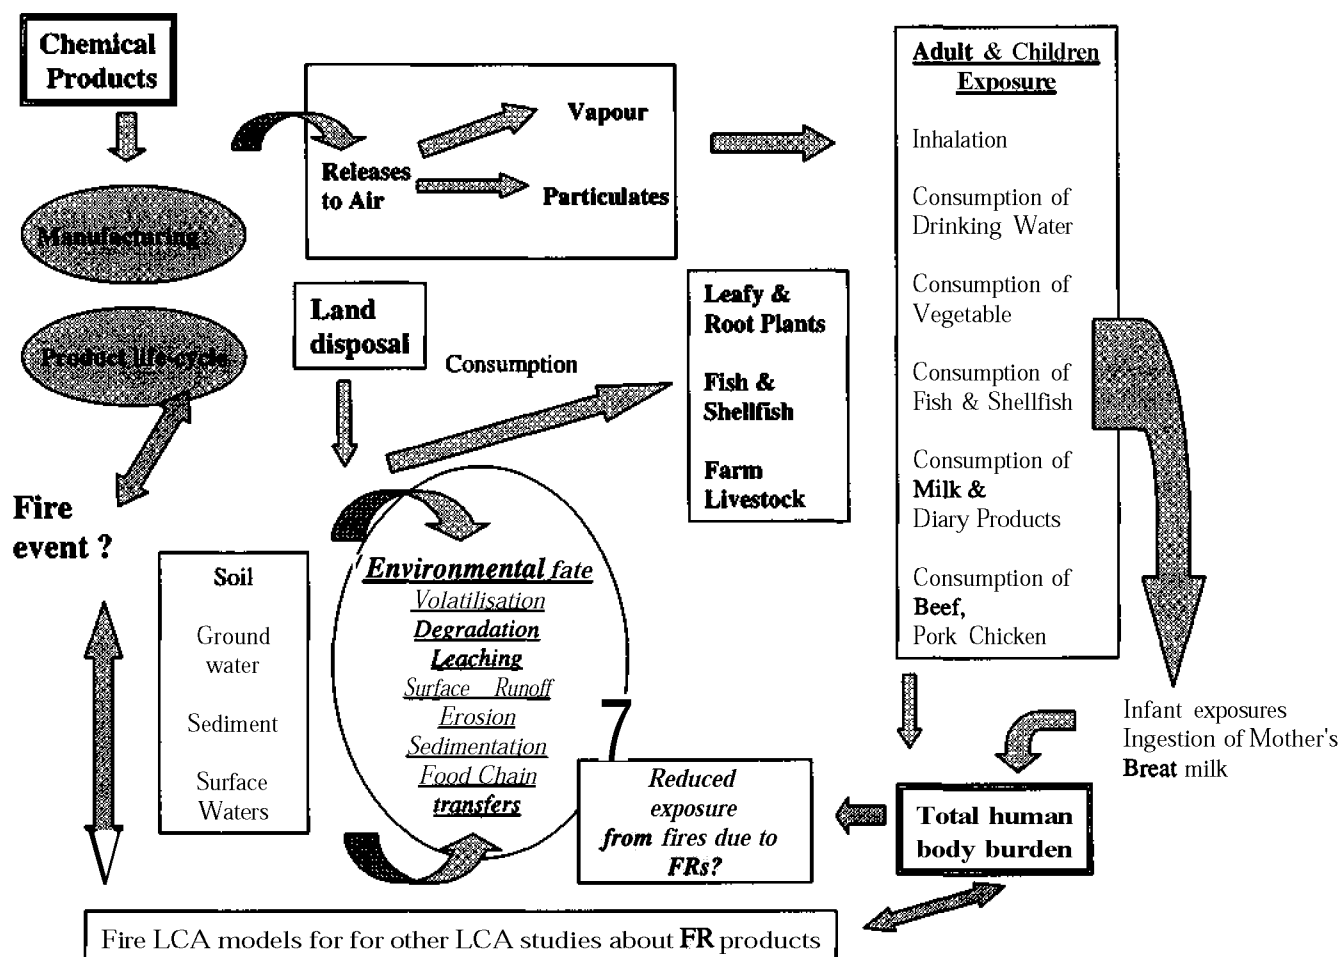 Chemical
Products
Manufacturing
Product life-cycle
Fire
event ?
Releases
to Air
Vapour
Particulates
Land
disposal
Consumption
Leafy &
Root Plants
Fish &
Shellfish
Farm
Livestock
Adult & Children
Exposure
Inhalation
Consumption of
Drinking Water
Consumption of
Vegetable
Consumption of
Fish & Shellfish
Consumption of
Milk &
Diary Products
Consumption of
Beef,
Pork Chicken
Soil
Ground
water
Sediment
Surface
Waters
Environmental fate
Volatilisation
Degradation
Leaching
Surface Runoff
Erosion
Sedimentation
Food Chain
transfers
7
Reduced
exposure
from fires due to
FRs?
Infant exposures
Ingestion of Mother's
Breat milk
Total human
body burden
Fire LCA models for for other LCA studies about FR products